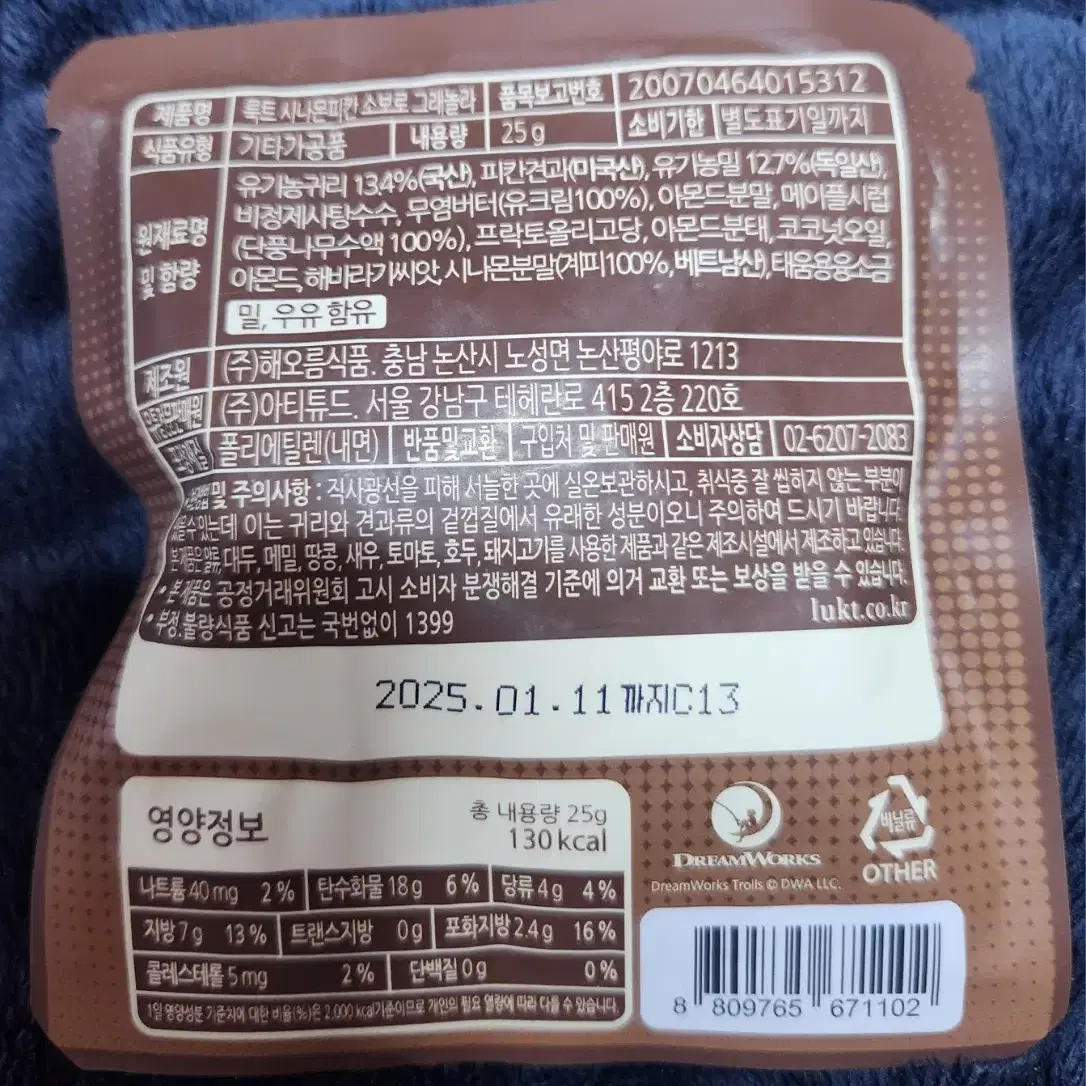 제품명 룩트 시나몬피칸 소보로 그래놀라 품목보고번호 20070464015312
식품유형 기타가공품 내용량 25g 소비기한 별도표기일까지
원재료명 및 함량
유기농귀리 13.4%(국산), 피칸견과(미국산), 유기농밀 12.7%(독일산),
비정제사탕수수, 무염버터(유크림100%), 아몬드분말, 메이플시럽
(단풍나무수액 100%), 프락토올리고당, 아몬드분태, 코코넛오일,
아몬드, 해바라기씨앗, 시나몬분말(계피100%, 베트남산), 태움용융소금
밀, 우유 함유
제조원 (주)해오름식품. 충남 논산시 노성면 논산평야로 1213
(주)아티튜드. 서울 강남구 테헤란로 415 2층 220호
폴리에틸렌(내면) 반품및교환 구입처 및 판매원 소비자상담 02-6207-2083
및 주의사항 : 직사광선을 피해 서늘한 곳에 실온보관하시고, 취식중 잘 씹히지 않는 부분이
있을수있는데 이는 귀리와 견과류의 겉껍질에서 유래한 성분이오니 주의하여 드시기 바랍니다.
본제품은 알류, 대두, 메밀, 땅콩, 새우, 토마토, 호두, 돼지고기를 사용한 제품과 같은 제조시설에서 제조하고 있습니다.
• 본제품은 공정거래위원회 고시 소비자 분쟁해결 기준에 의거 교환 또는 보상을 받을 수 있습니다.
• 부정.불량식품 신고는 국번없이 1399
lukt.co.kr
2025.01.11까지C13
영양정보 총 내용량 25g
130kcal
나트륨 40mg 2% 탄수화물 18g 6% 당류 4g 4%
지방 7g 13% 트랜스지방 0g 포화지방 2.4g 16%
콜레스테롤 5mg 2% 단백질 0g 0%
1일 영양성분 기준치에 대한 비율(%)은 2,000 kcal기준이므로 개인의 필요 열량에 따라 다를 수 있습니다.
DREAMWORKS
DreamWorks Trolls © DWA LLC.
비닐류
OTHER
8 809765 671102